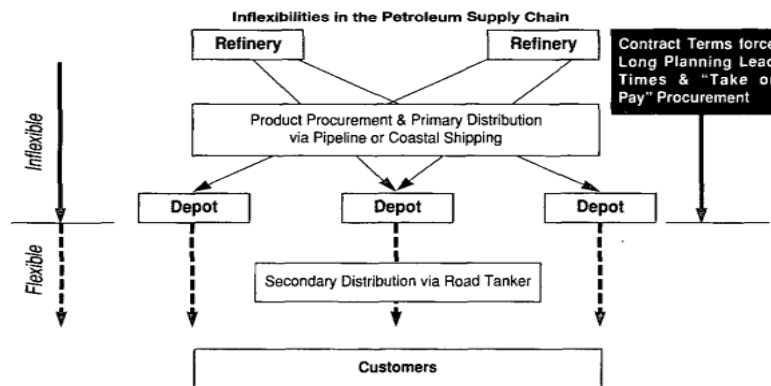 Inflexibilities in the Petroleum Supply Chain
Refinery
Refinery
Contract Terms force
Long Planning Lead
Times & "Take or
Pay" Procurement
Product Procurement & Primary Distribution
via Pipeline or Coastal Shipping
Inflexible
Depot
Depot
Depot
Flexible
Secondary Distribution via Road Tanker
Customers